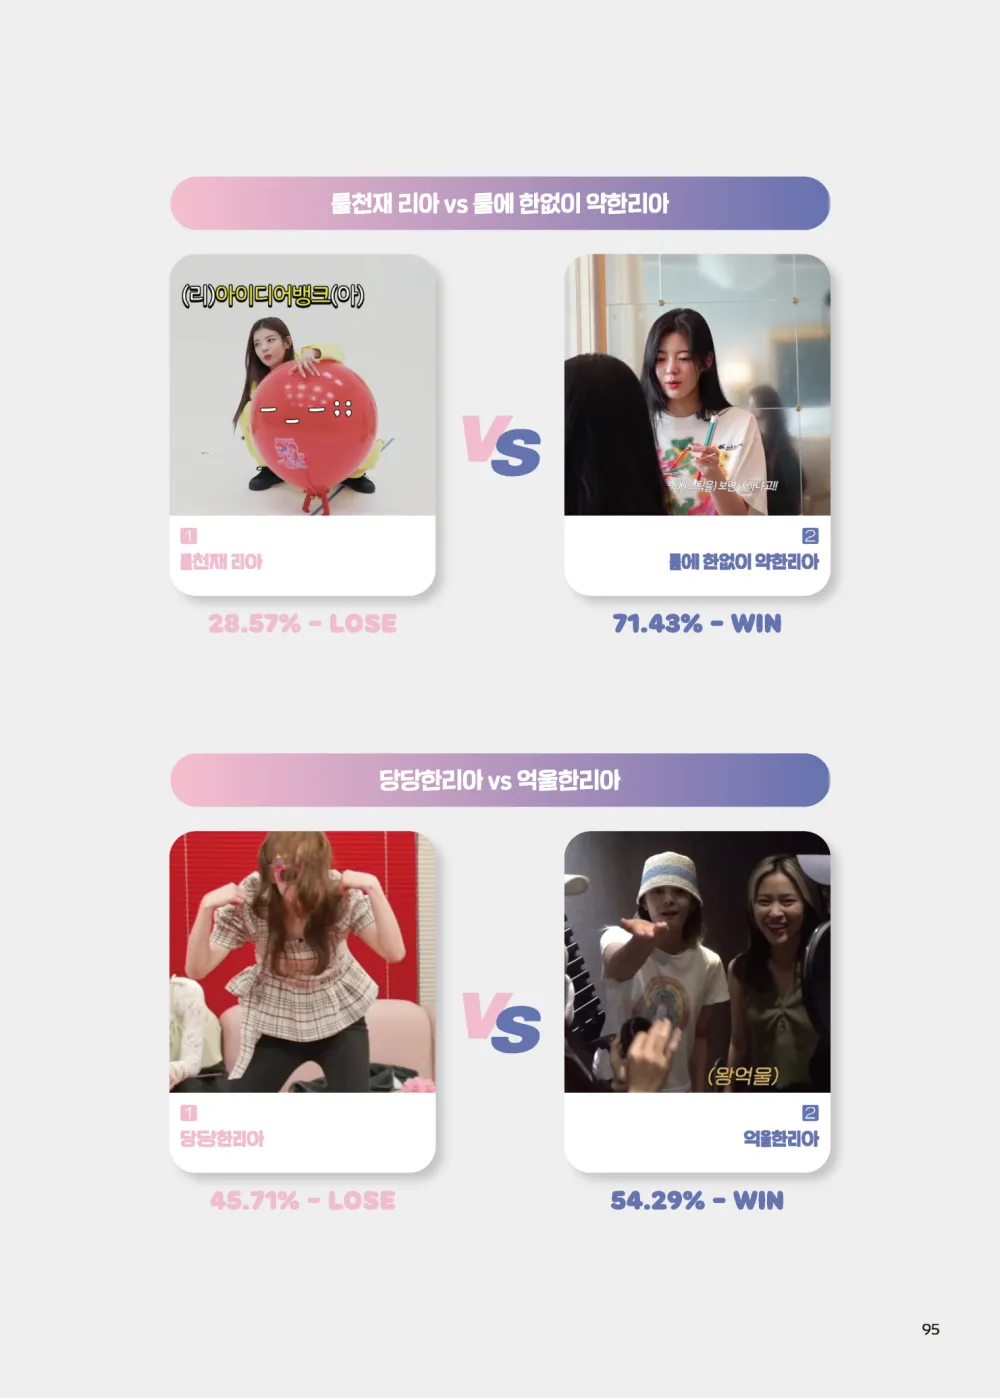 룰천재 리아 vs 룰에 한없이 약한리아
(리)아이디어뱅크(아)
VS
보면
1
룰천재 리아
2
룰에 한없이 약한리아
28.57% - LOSE
71.43% - WIN
당당한리아 vs 억울한리아
VS
(왕억울)
1
당당한리아
2
억울한리아
45.71% - LOSE
54.29% - WIN
95